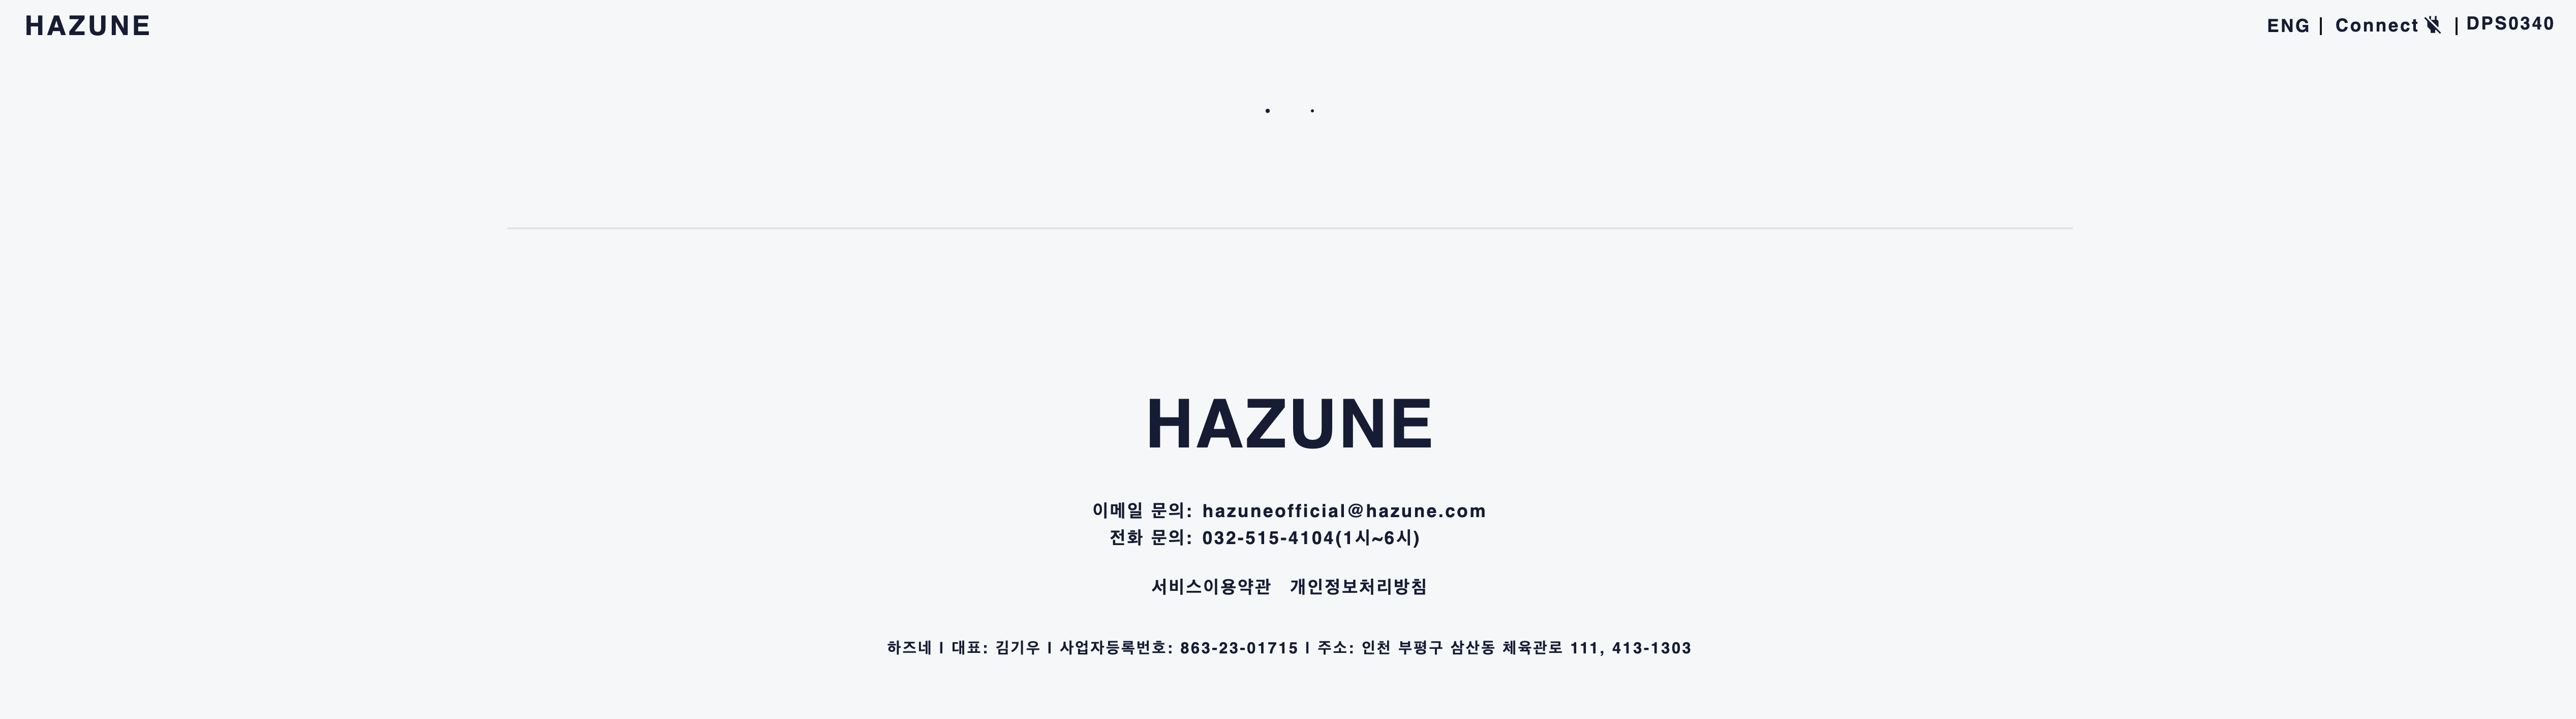 HAZUNE
ENG | Connect | DPS0340
HAZUNE
이메일 문의: hazuneofficial@hazune.com
전화 문의: 032-515-4104(1시~6시)
서비스이용약관 개인정보처리방침
하즈네 I 대표: 김기우 I 사업자등록번호: 863-23-01715 I 주소: 인천 부평구 삼산동 체육관로 111, 413-1303